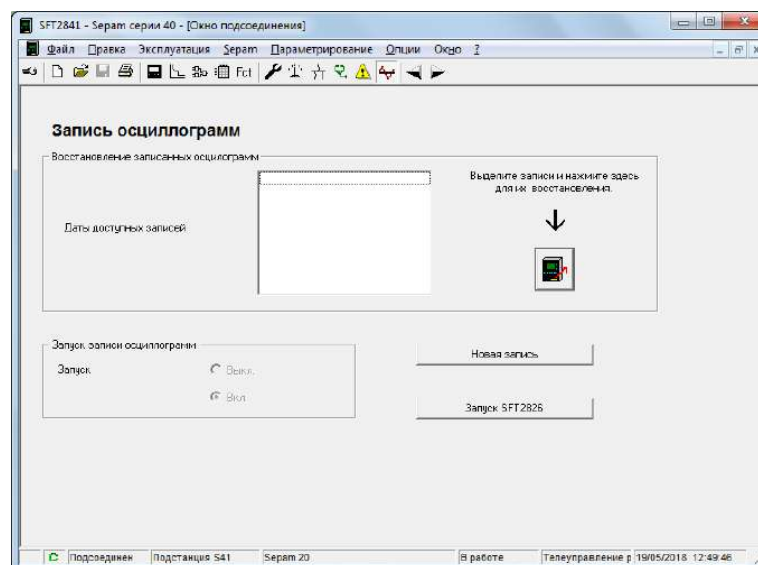 SFT2841 - Sepam серии 40 - [Окно подсоединения]
Файл Правка Эксплуатация Sepam Параметрирование Опции Окно ?
Fct
Запись осциллограмм
Восстановление записанных осцилограмм
Выделите записи и нажмите здесь
для их восстановления.
Даты доступных записей
Запуск записи осциллограмм
Запуск
Выкл.
Вкл
Новая запись
Запуск SFT2826
С Подсоединен Подстанция S41 Sepam 20 В работе Телеуправление р 19/05/2018 12:49:46